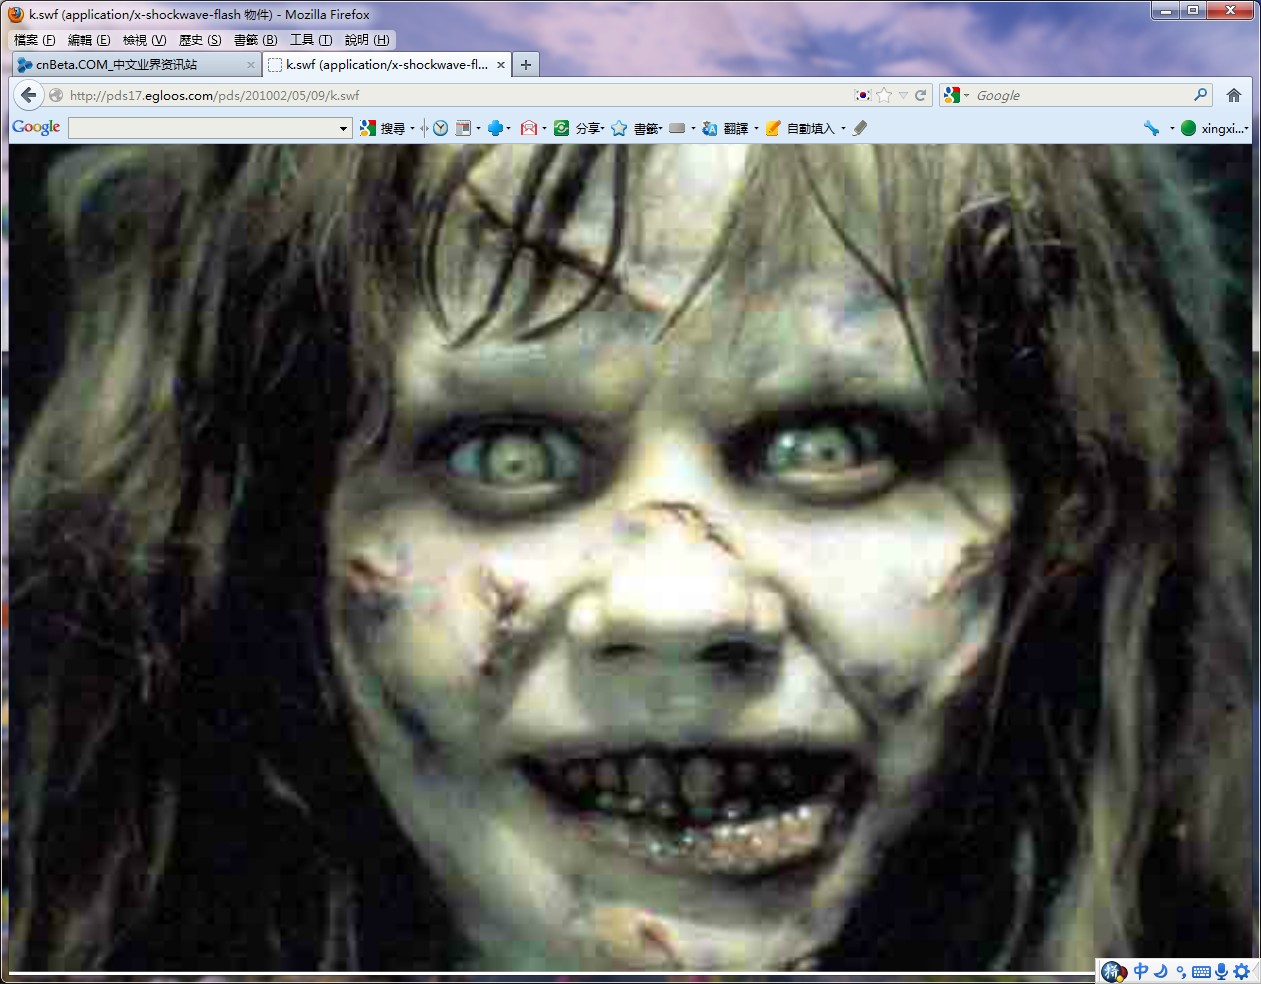 k.swf (application/x-shockwave-flash 物件) - Mozilla Firefox
檔案 (F) 編輯 (E) 檢視 (V) 歷史 (S) 書籤 (B) 工具 (T) 說明 (H)
cnBeta.COM_中文业界资讯站 k.swf (application/x-shockwave-fl...
http://pds17.egloos.com/pds/201002/05/09/k.swf Google
Google 搜尋 分享 書籤 翻譯 自動填入 xingxi...
拼 中